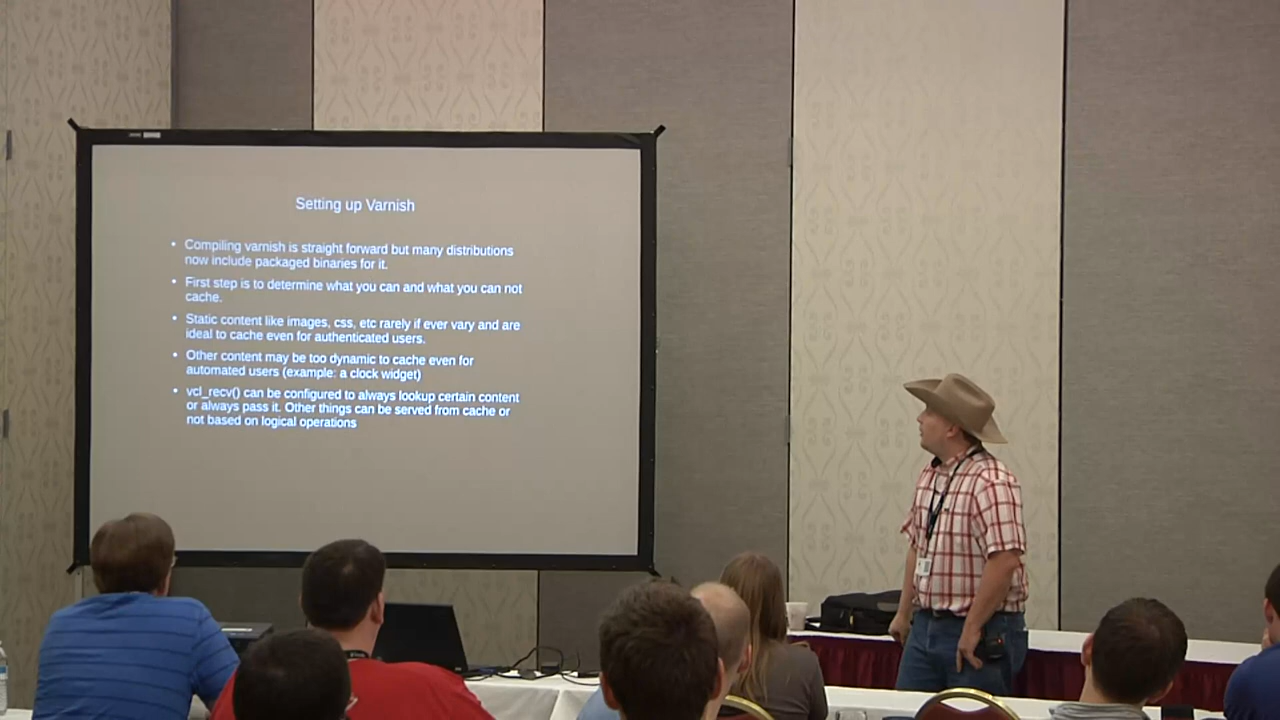 Setting up Varnish
• Compiling varnish is straight forward but many distributions
now include packaged binaries for it.
• First step is to determine what you can and what you can not
cache.
• Static content like images, css, etc rarely if ever vary and are
ideal to cache even for authenticated users.
• Other content may be too dynamic to cache even for
automated users (example: a clock widget)
• vcl_recv() can be configured to always lookup certain content
or always pass it. Other things can be served from cache or
not based on logical operations